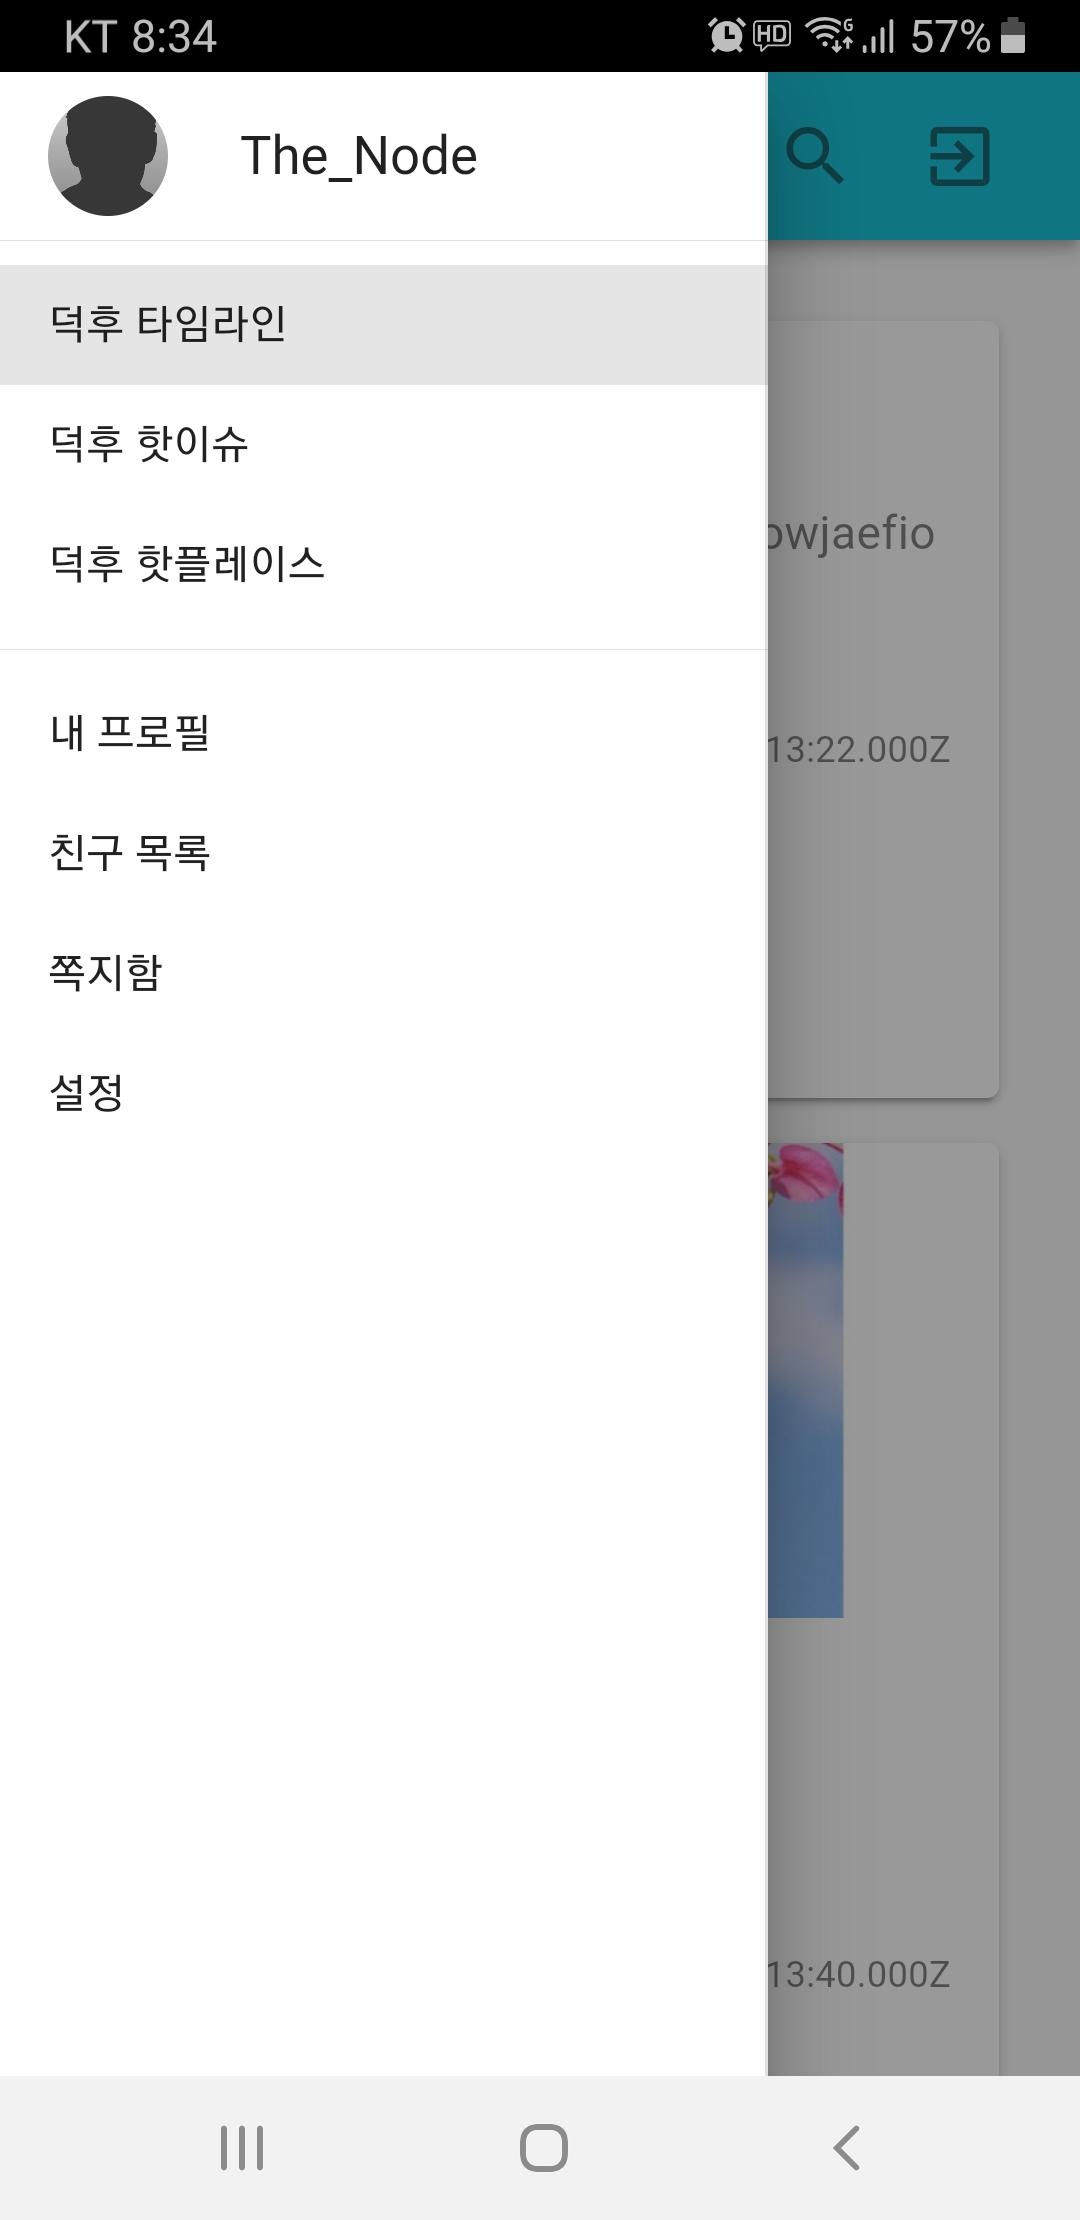 KT 8:34 HD G 57%
The_Node
덕후 타임라인
덕후 핫이슈
덕후 핫플레이스
owjaefio
내 프로필
13:22.000Z
친구 목록
쪽지함
설정
13:40.000Z